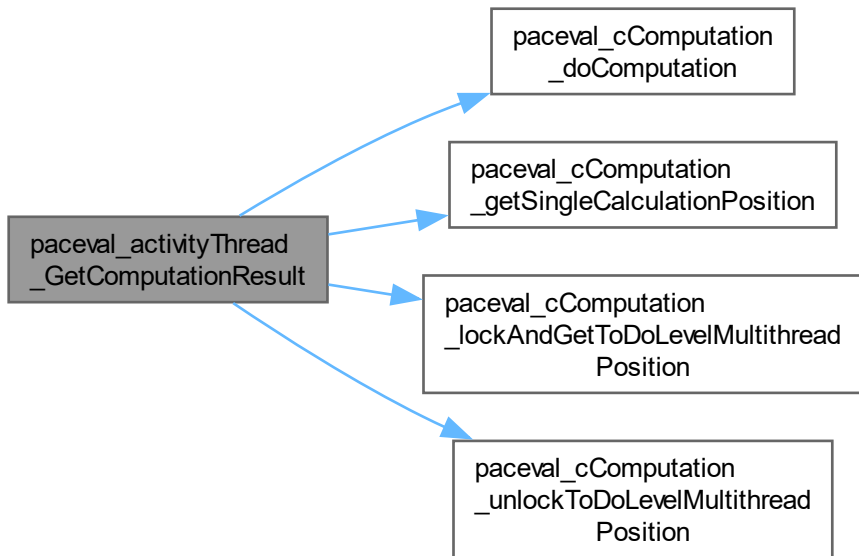 paceval_cComputation
_doComputation
paceval_cComputation
_getSingleCalculationPosition
paceval_activityThread
_GetComputationResult
paceval_cComputation
_lockAndGetToDoLevelMultithread
Position
paceval_cComputation
_unlockToDoLevelMultithread
Position